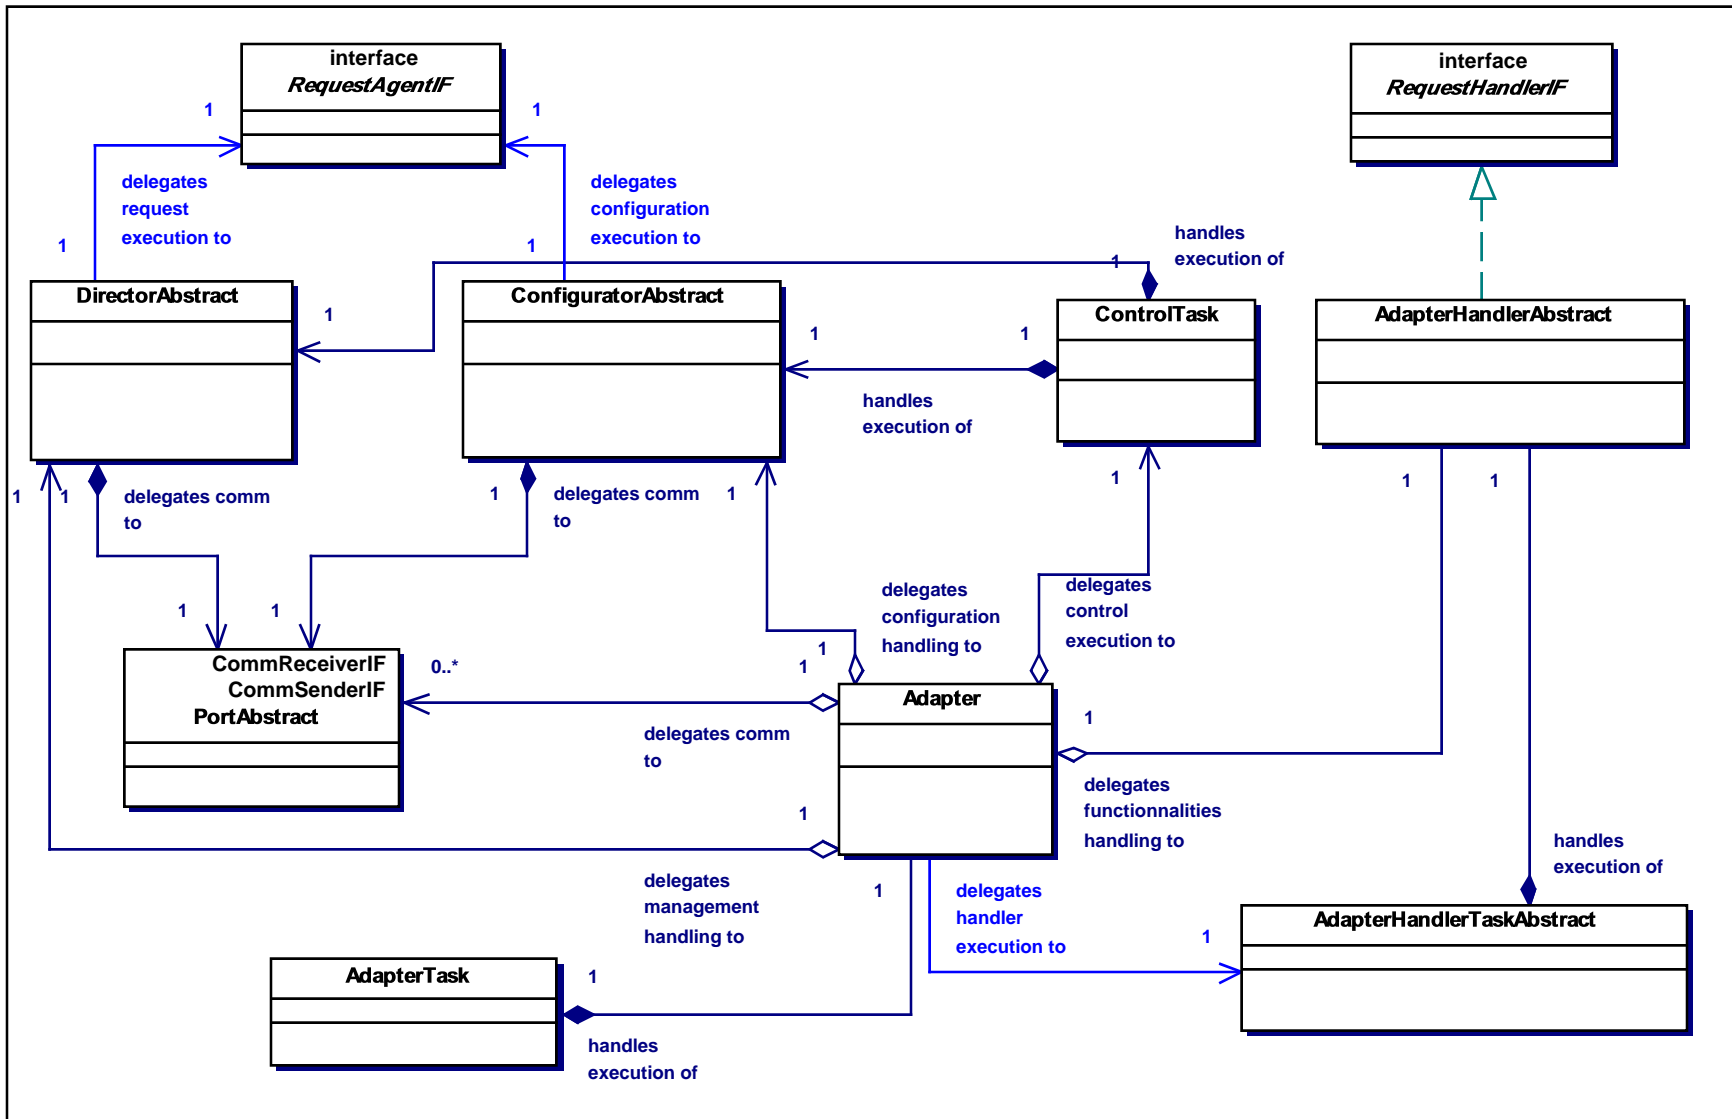 interface
RequestAgentIF
interface
RequestHandlerIF
1
1
delegates
request
execution to
1
delegates
configuration
execution to
1
handles
execution of
1
DirectorAbstract
ConfiguratorAbstract
ControlTask
AdapterHandlerAbstract
1
1
1
handles
execution of
1
1
delegates comm
to
1
delegates comm
to
1
1
1
1
1
1
delegates
configuration
handling to
1
delegates
control
execution to
CommReceiverIF
CommSenderIF
PortAbstract
0..*
1
Adapter
1
delegates comm
to
delegates
functionnalities
handling to
1
delegates
management
handling to
1
delegates
handler
execution to
1
handles
execution of
AdapterHandlerTaskAbstract
AdapterTask
1
handles
execution of